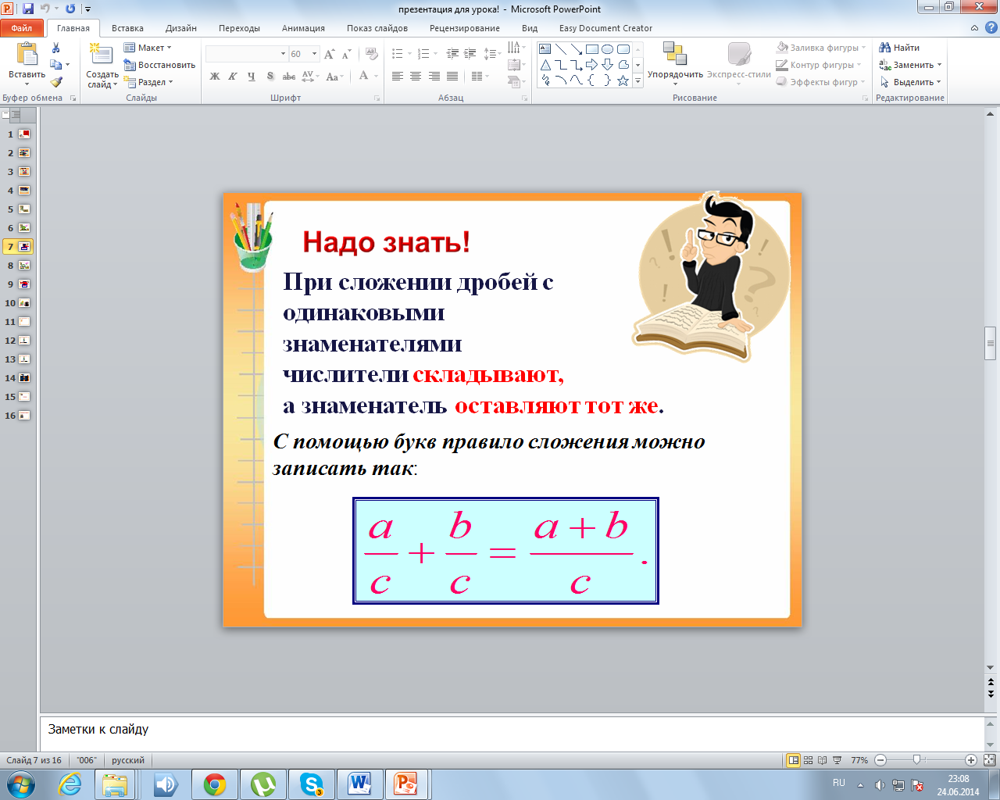 презентация для урока! - Microsoft PowerPoint
Файл Главная Вставка Дизайн Переходы Анимация Показ слайдов Рецензирование Вид Easy Document Creator
Вставить
Буфер обмена
Создать слайд
Макет
Восстановить
Раздел
Слайды
60
Ж К Ч S abc AV Aa A
Шрифт
Абзац
Упорядочить
Экспресс-стили
Заливка фигуры
Контур фигуры
Эффекты фигур
Рисование
Найти
Заменить
Выделить
Редактирование
1
2
3
4
5
6
7
8
9
10
11
12
13
14
15
16
Надо знать!
При сложении дробей с
одинаковыми
знаменателями
числители складывают,
а знаменатель оставляют тот же.
С помощью букв правило сложения можно
записать так:
a/c + b/c = a + b/c .
Заметки к слайду
Слайд 7 из 16 "006" русский 77%
RU 23:08
24.06.2014